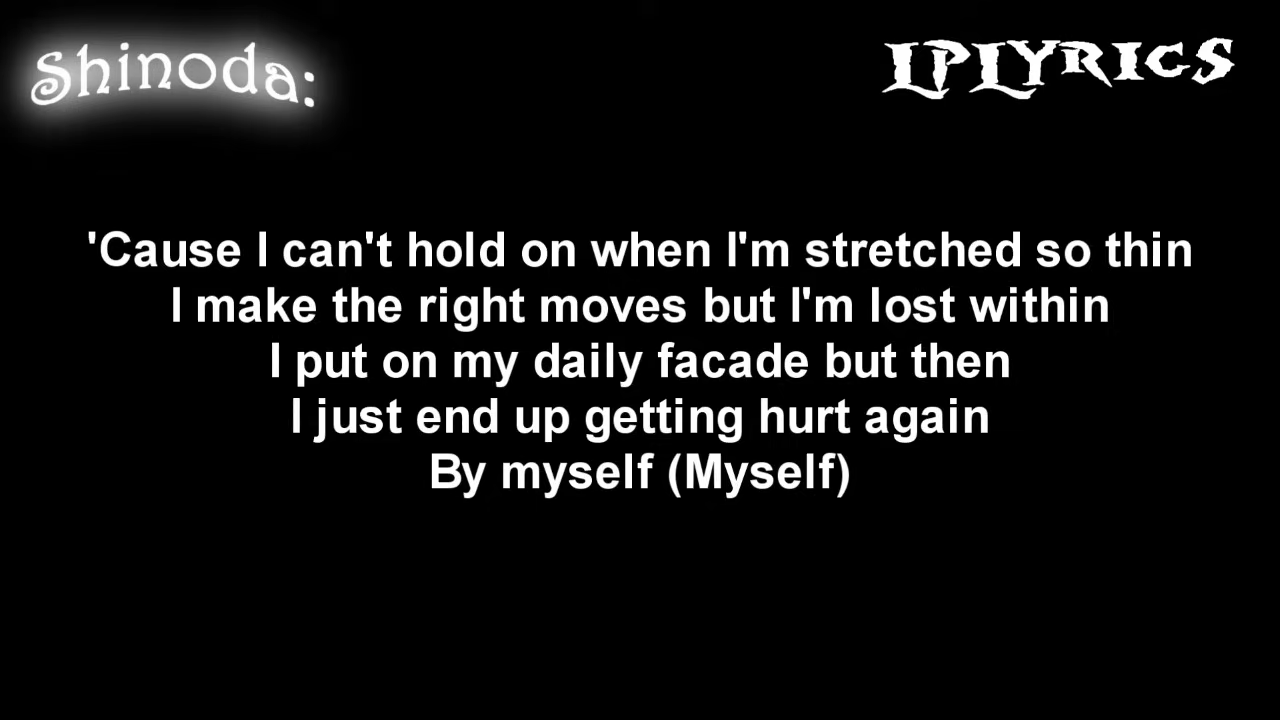 Shinoda:
LPLYRICS
'Cause I can't hold on when I'm stretched so thin
I make the right moves but I'm lost within
I put on my daily facade but then
I just end up getting hurt again
By myself (Myself)